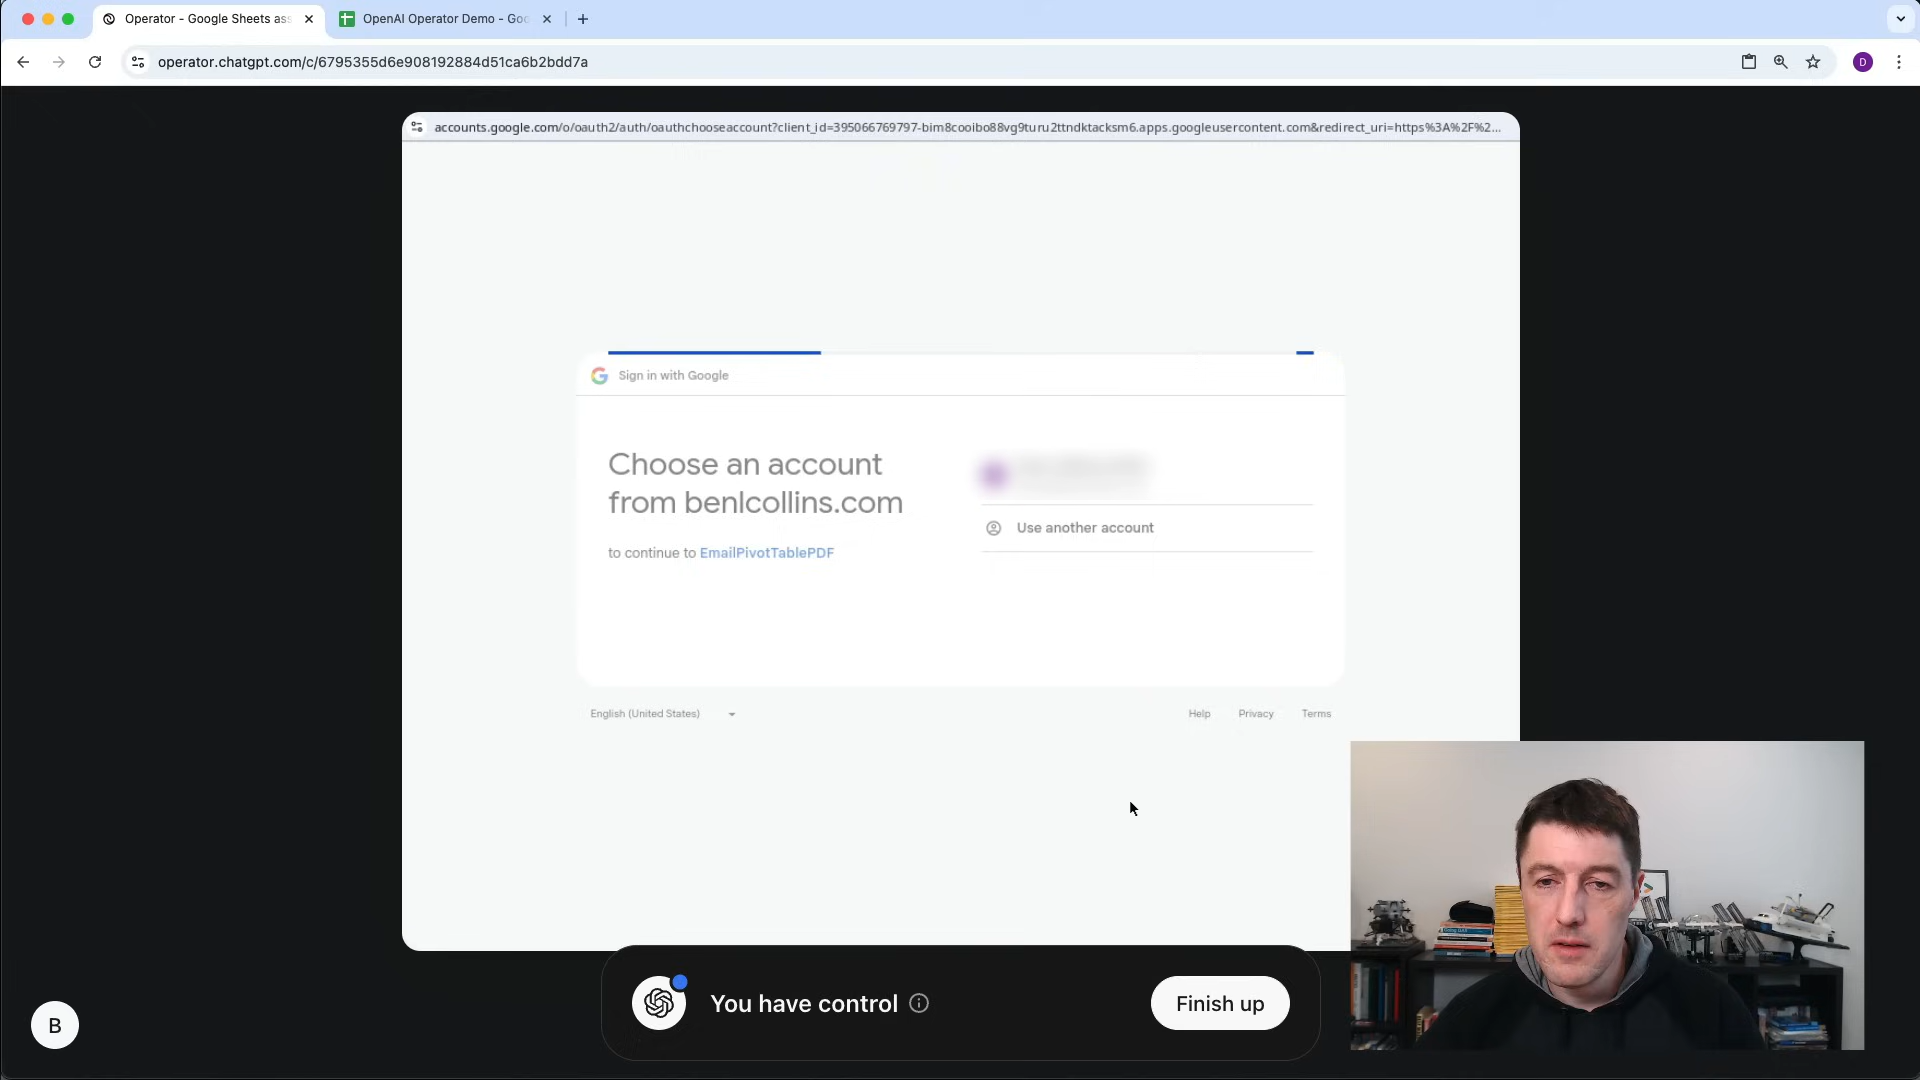 Operator - Google Sheets ass
OpenAI Operator Demo - Goo
operator.chatgpt.com/c/6795355d6e908192884d51ca6b2bdd7a
D
accounts.google.com/o/oauth2/auth/oauthchooseaccount?client_id=395066769797-bim8cooibo88vg9turu2ttndktacksm6.apps.googleusercontent.com&redirect_uri=https%3A%2F%2...
Sign in with Google
Choose an account
from benlcollins.com
to continue to EmailPivotTablePDF
Use another account
English (United States)
Help
Privacy
Terms
You have control
Finish up
B